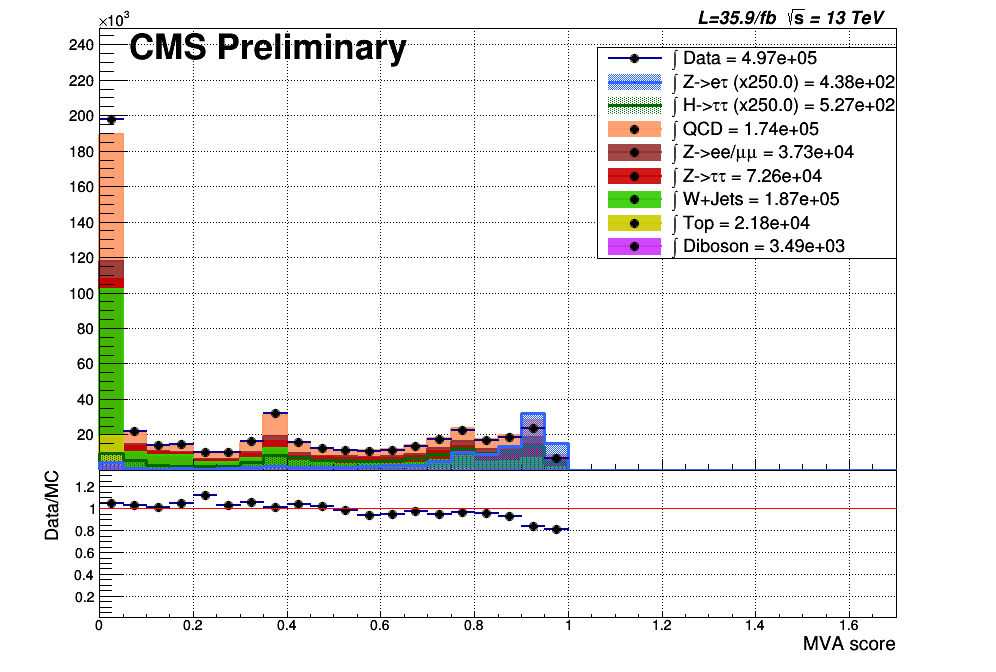 L=35.9/fb √s = 13 TeV
×10³
CMS Preliminary
∫ Data = 4.97e+05
∫ Z->eτ (x250.0) = 4.38e+02
∫ H->ττ (x250.0) = 5.27e+02
∫ QCD = 1.74e+05
∫ Z->ee/μμ = 3.73e+04
∫ Z->ττ = 7.26e+04
∫ W+Jets = 1.87e+05
∫ Top = 2.18e+04
∫ Diboson = 3.49e+03
240
220
200
180
160
140
120
100
80
60
40
20
Data/MC
1.2
1
0.8
0.6
0.4
0.2
0 0.2 0.4 0.6 0.8 1 1.2 1.4 1.6
MVA score